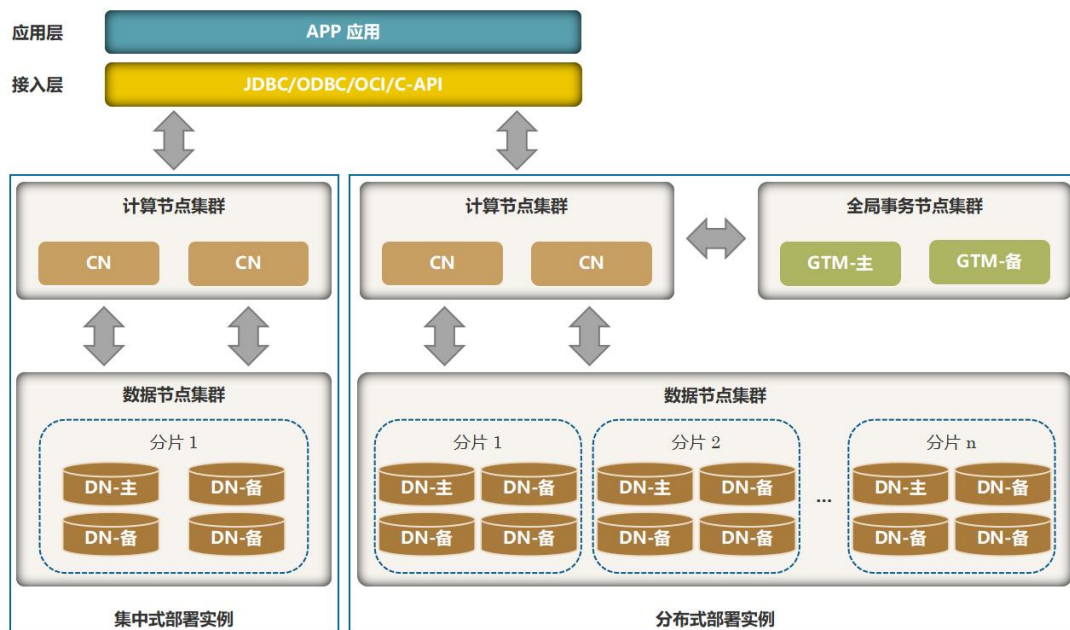 应用层
APP 应用
接入层
JDBC/ODBC/OCI/C-API
计算节点集群
CN
CN
数据节点集群
分片 1
DN-主
DN-备
DN-备
DN-备
集中式部署实例
计算节点集群
CN
CN
全局事务节点集群
GTM-主
GTM-备
数据节点集群
分片 1
DN-主
DN-备
DN-备
DN-备
分片 2
DN-主
DN-备
DN-备
DN-备
...
分片 n
DN-主
DN-备
DN-备
DN-备
分布式部署实例